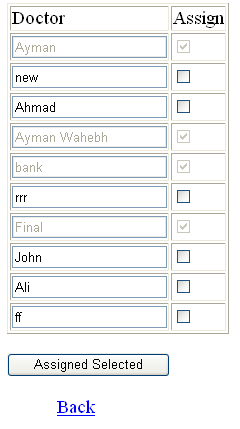 Doctor Assign
Ayman
new
Ahmad
Ayman Wahebh
bank
rrr
Final
John
Ali
ff
Assigned Selected
Back